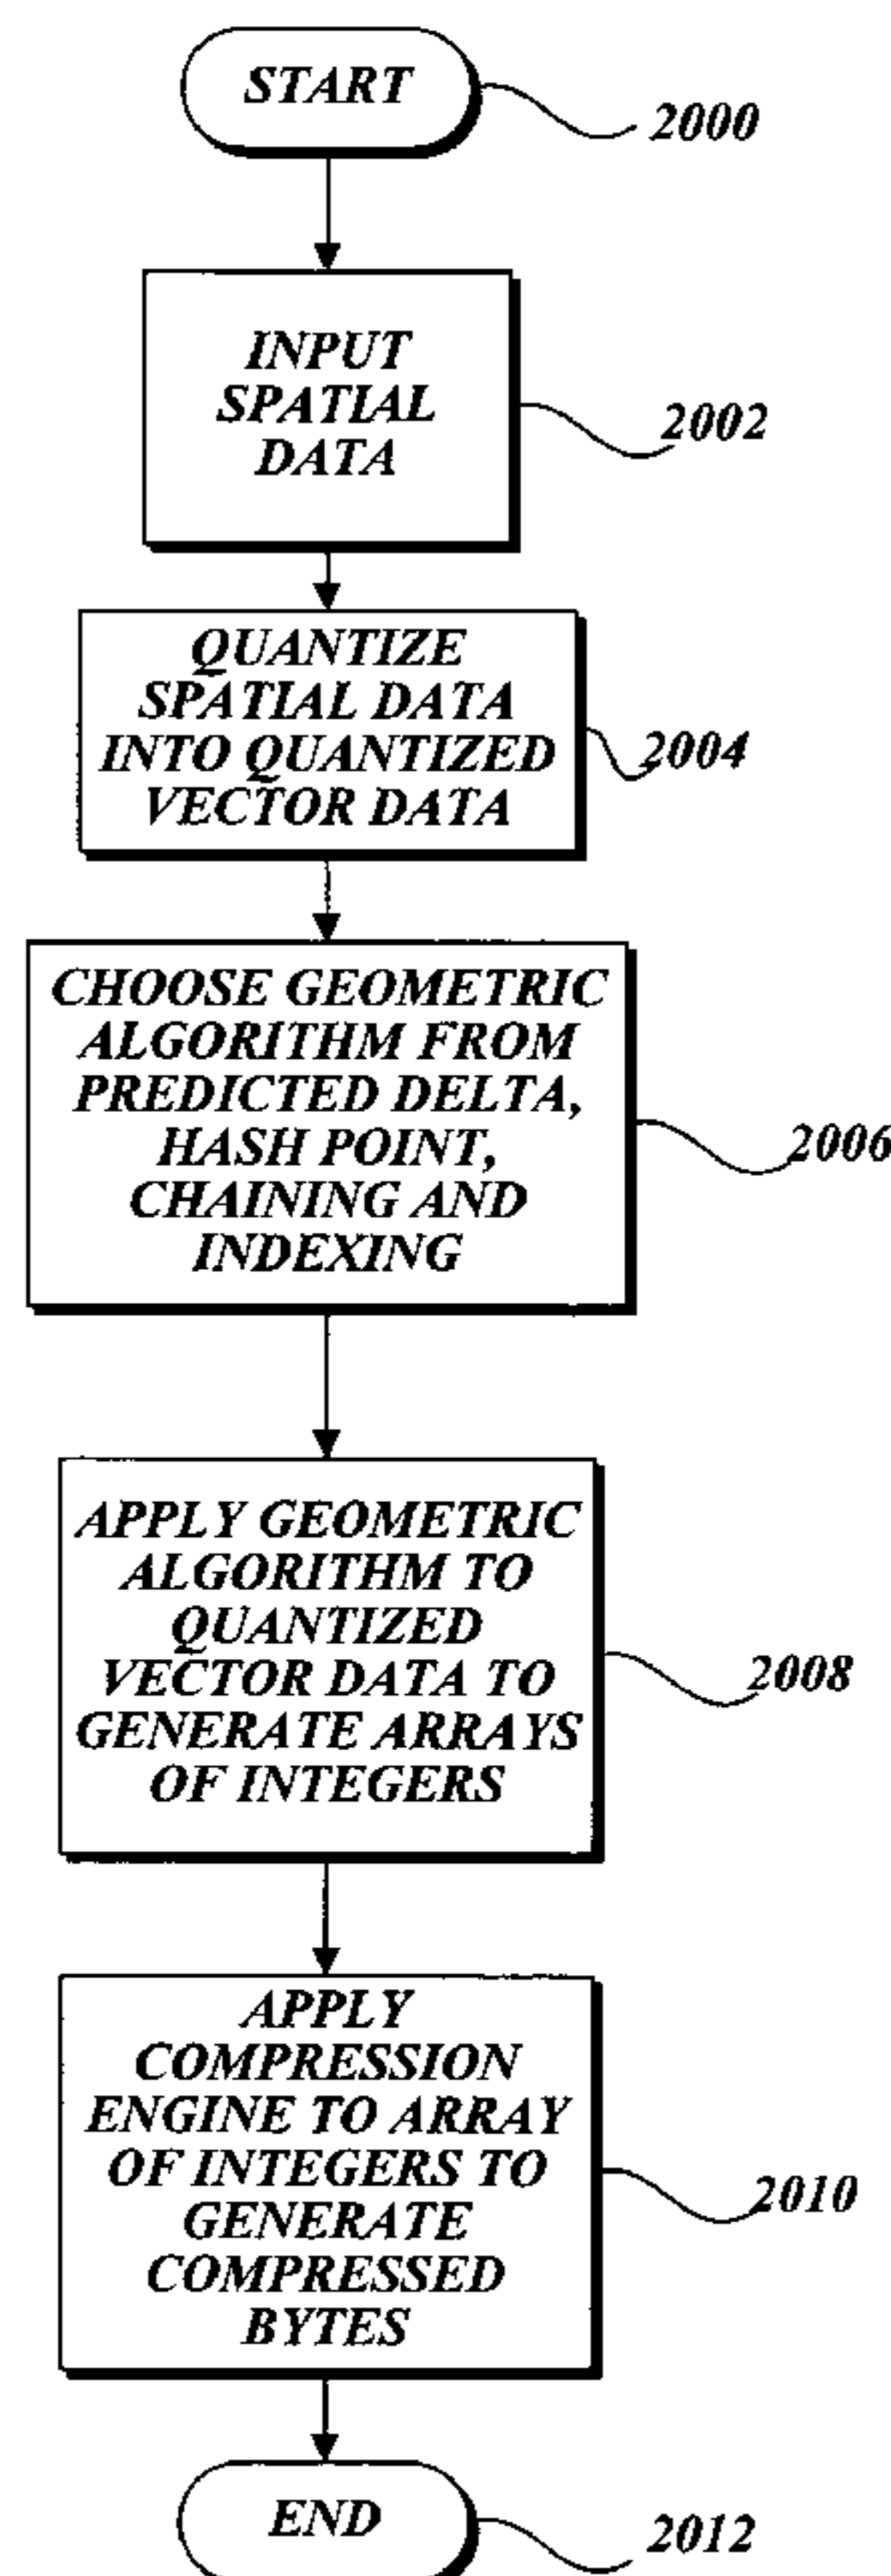 START
2000
INPUT
SPATIAL
DATA
2002
QUANTIZE
SPATIAL DATA
INTO QUANTIZED
VECTOR DATA
2004
CHOOSE GEOMETRIC
ALGORITHM FROM
PREDICTED DELTA,
HASH POINT,
CHAINING AND
INDEXING
2006
APPLY GEOMETRIC
ALGORITHM TO
QUANTIZED
VECTOR DATA TO
GENERATE ARRAYS
OF INTEGERS
2008
APPLY
COMPRESSION
ENGINE TO ARRAY
OF INTEGERS TO
GENERATE
COMPRESSED
BYTES
2010
END
2012